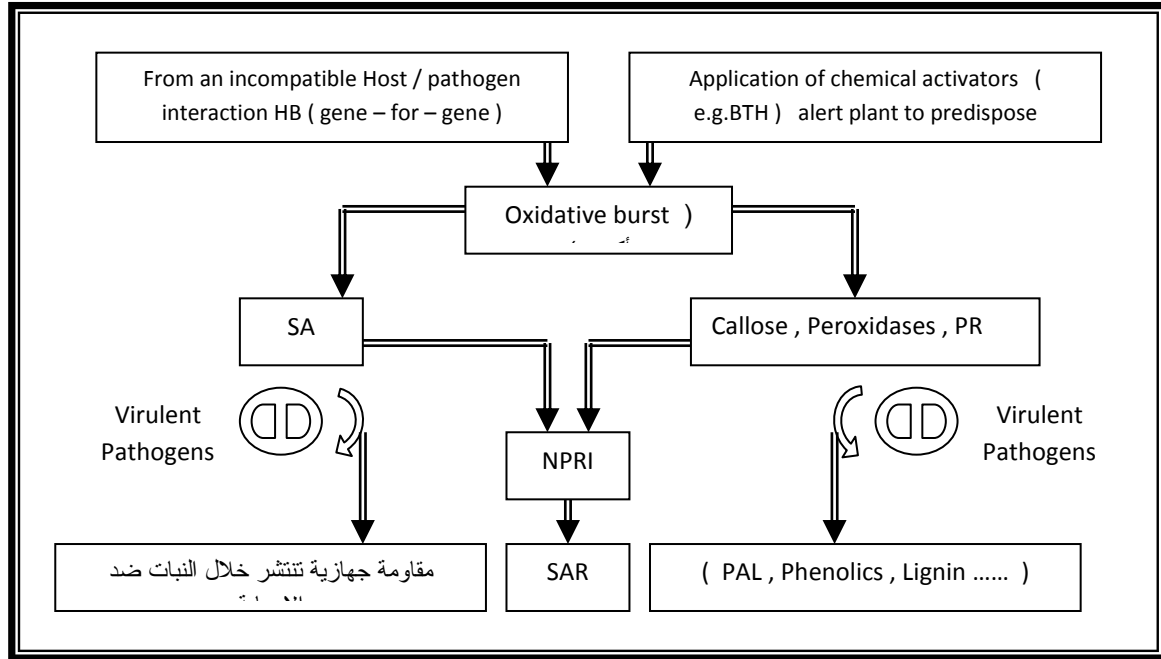 From an incompatible Host / pathogen
interaction HB ( gene – for – gene )
Application of chemical activators (
e.g.BTH ) alert plant to predispose
Oxidative burst )
SA
Callose , Peroxidases , PR
Virulent
Pathogens
NPRI
Virulent
Pathogens
مقاومة جهازية تنتشر خلال النبات ضد
SAR
( PAL , Phenolics , Lignin …… )